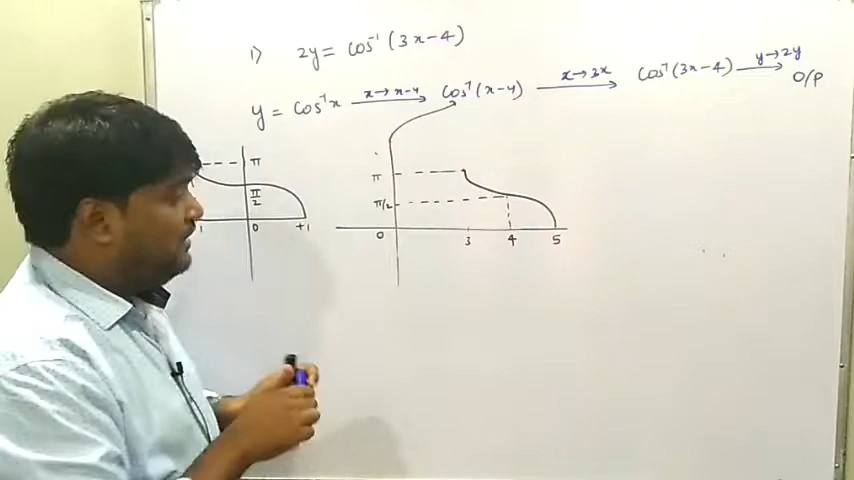 1) 2y = cos⁻¹(3x-4)
y = cos⁻¹x x→x-4 cos⁻¹(x-4) x→3x cos⁻¹(3x-4) y→2y O/P
π
π/2
1 0 +1
π
π/2
0 3 4 5